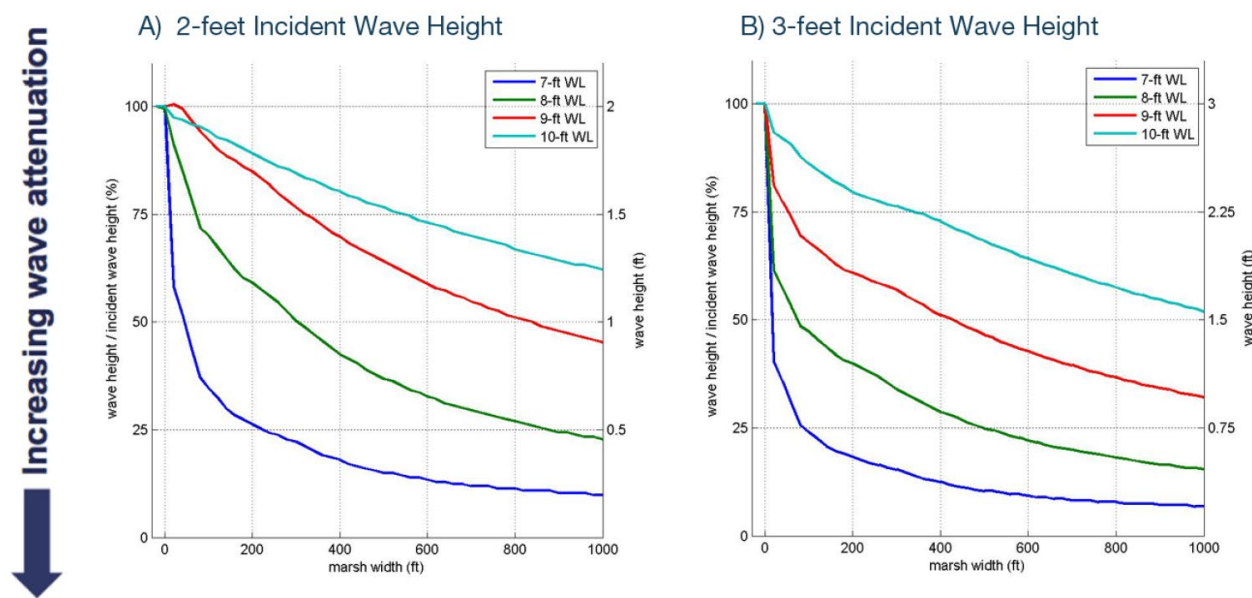 Increasing wave attenuation
A) 2-feet Incident Wave Height
7-ft WL
8-ft WL
9-ft WL
10-ft WL
wave height / incident wave height (%)
100
75
50
25
0
2
1.5
1
0.5
wave height (ft)
0 200 400 600 800 1000
marsh width (ft)
B) 3-feet Incident Wave Height
7-ft WL
8-ft WL
9-ft WL
10-ft WL
wave height / incident wave height (%)
100
75
50
25
0
3
2.25
1.5
0.75
wave height (ft)
0 200 400 600 800 1000
marsh width (ft)